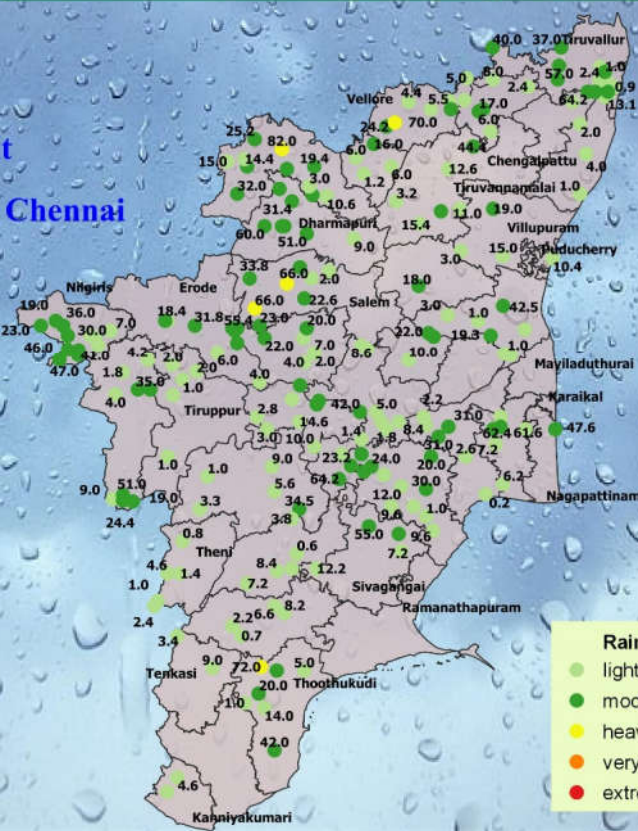 40.0 37.0 Tiruvallur
5.0 8.0 57.0 2.4 1.0
Vellore 4.4 5.5 2.4 0.9
17.0 64.2 13.1
24.2 70.0 6.0
25.2 82.0 16.0 2.0
t
15.0 14.4 19.4 6.0 44.4
Chengalpattu
3.0 1.2 6.0 12.6 4.0
32.0 3.2 Tiruvannamalai 1.0
Chennai 31.4 10.6
11.0 19.0
Dharmapuri 15.4 Villupuram
60.0 51.0 9.0 15.0 Puducherry
3.0 10.4
33.8 66.0 2.0 18.0
Nilgiris Erode
66.0 22.6 Salem 3.0 42.5
19.0 36.0 18.4 31.8 55.4 23.0 20.0 1.0
23.0 30.0 7.0 22.0 19.3
46.0 41.0 4.2 2.0 6.0 22.0 7.0 8.6 10.0 1.0
47.0 1.8 2.0 4.0 2.0 Mayiladuthurai
35.0 1.0 4.0
4.0 Karaikal
Tiruppur 2.8 42.0 5.0 2.2
14.6 31.0 47.6
3.0 10.0 1.4 1.8 8.4 62.4 61.6
31.0 2.6 7.2
1.0 1.0 9.0 23.2 24.0 20.0
51.0 5.6 64.2 30.0 6.2
9.0 19.0 3.3 34.5 12.0 0.2 Nagapattinam
24.4 3.8 9.6 1.0
0.8 55.0 9.6
Theni 0.6 7.2
4.6 1.4 8.4 12.2
1.0 7.2 Sivagangai
2.4 8.2 Ramanathapuram
2.2 6.6
3.4 0.7
Rain
9.0 72.0 5.0 light
Tenkasi
20.0 Thoothukudi
1.0 mod
14.0
heav
42.0
very
4.6 extre
Kanniyakumari